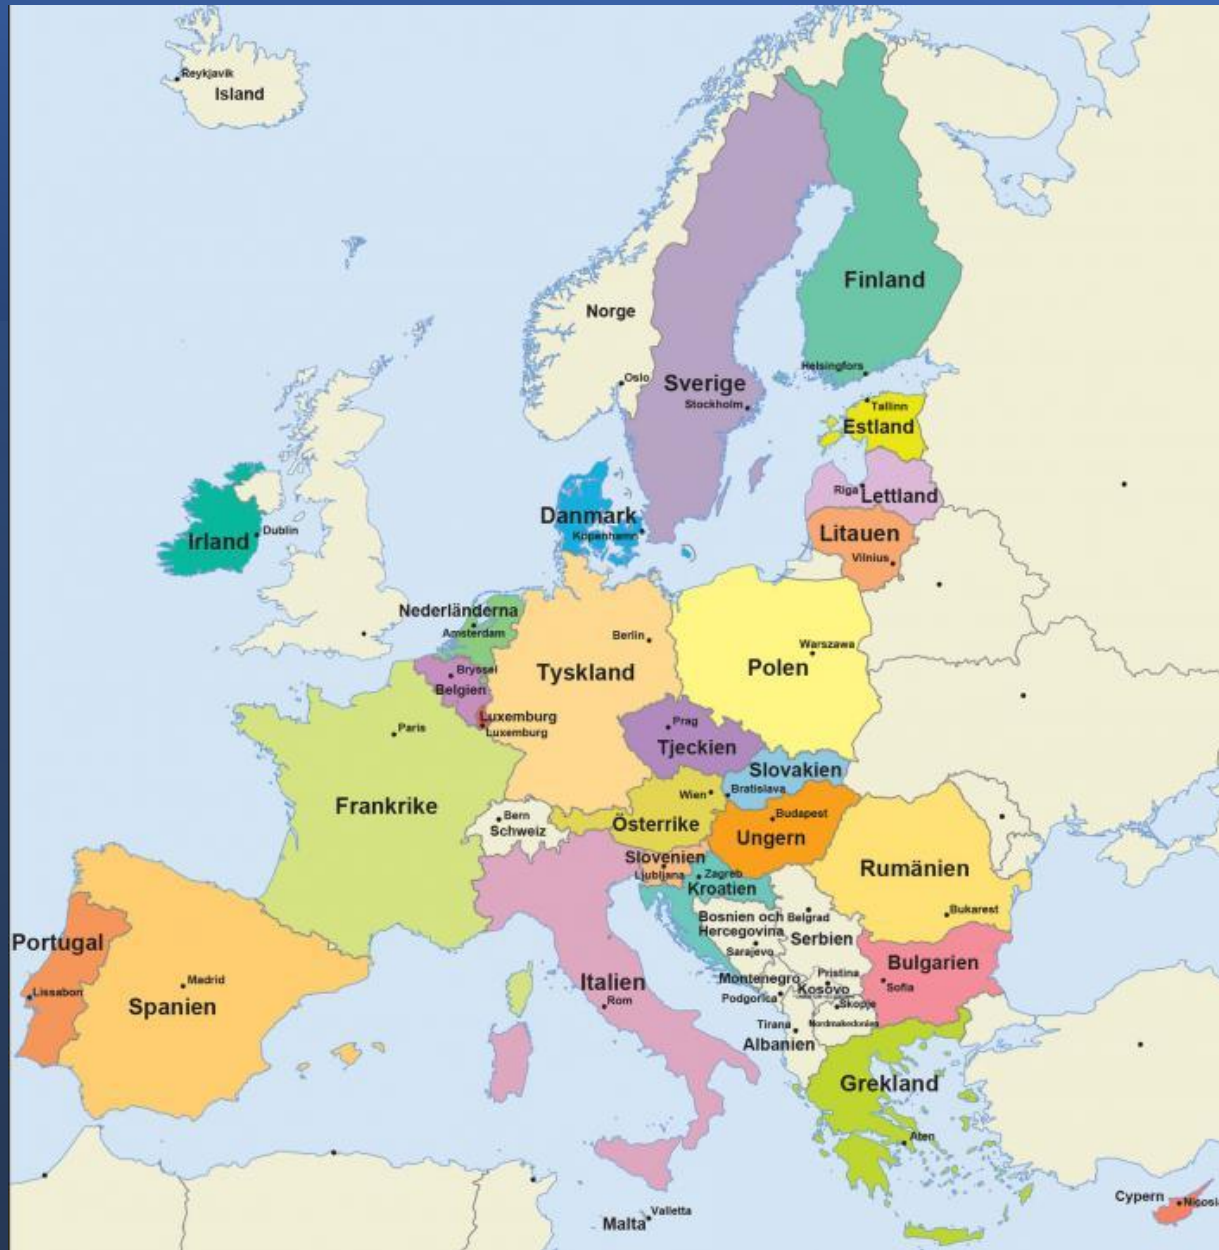 Reykjavik
Island
Finland
Norge
Helsingfors
Oslo
Sverige
Stockholm
Tallinn
Estland
Riga
Lettland
Danmark
Köpenhamn
Dublin
Irland
Litauen
Vilnius
Nederländerna
Amsterdam
Berlin
Warszawa
Tyskland
Polen
Bryssel
Belgien
Luxemburg
Luxemburg
Paris
Prag
Tjeckien
Slovakien
Bratislava
Wien
Frankrike
Bern
Schweiz
Österrike
Budapest
Ungern
Slovenien
Ljubljana
Zagreb
Kroatien
Rumänien
Bukarest
Bosnien och
Hercegovina
Sarajevo
Belgrad
Serbien
Portugal
Lissabon
Madrid
Spanien
Italien
Rom
Montenegro
Podgorica
Pristina
Kosovo
Bulgarien
Sofia
Skopje
Nordmakedonien
Tirana
Albanien
Grekland
Aten
Malta
Valletta
Cypern
Nicosia